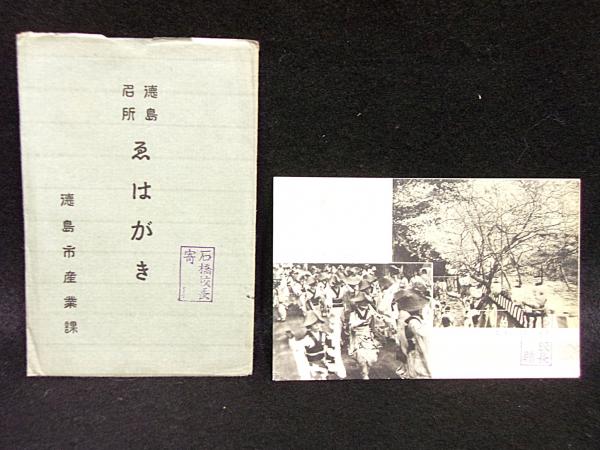 徳島
名所
ゑはがき
徳島市産業課
石橋校長
寄